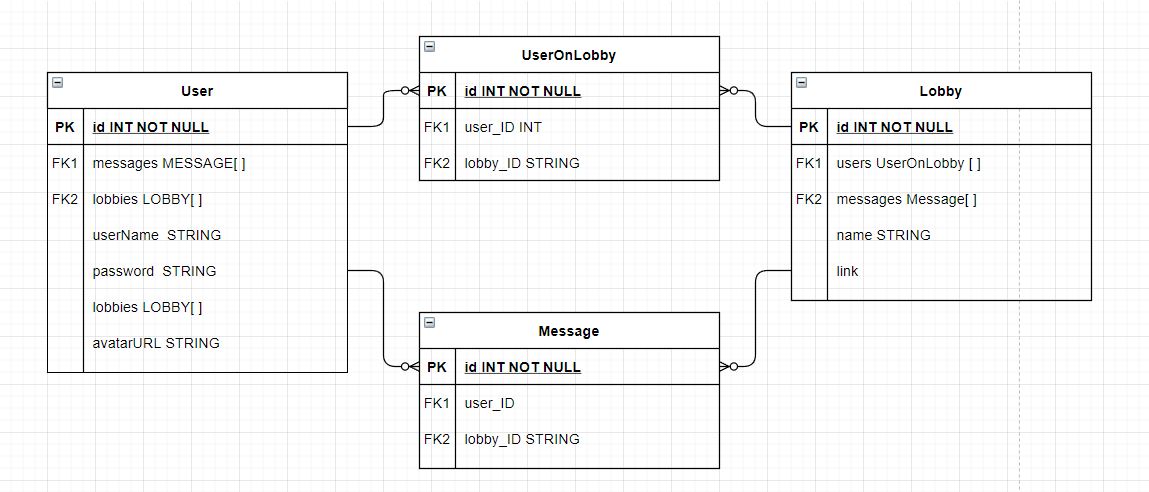 User
PK id INT NOT NULL
FK1 messages MESSAGE[ ]
FK2 lobbies LOBBY[ ]
userName STRING
password STRING
lobbies LOBBY[ ]
avatarURL STRING
UserOnLobby
PK id INT NOT NULL
FK1 user_ID INT
FK2 lobby_ID STRING
Lobby
PK id INT NOT NULL
FK1 users UserOnLobby [ ]
FK2 messages Message[ ]
name STRING
link
Message
PK id INT NOT NULL
FK1 user_ID
FK2 lobby_ID STRING